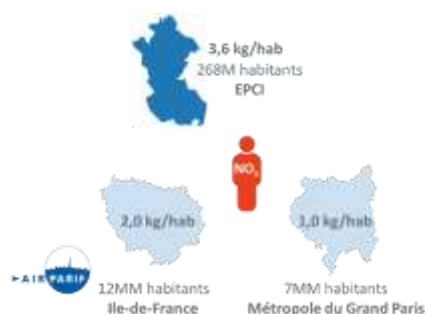 3,6 kg/hab
268M habitants
EPCI
NOx
2,0 kg/hab
1,0 kg/hab
AIRPARIF
12MM habitants
Ile-de-France
7MM habitants
Métropole du Grand Paris